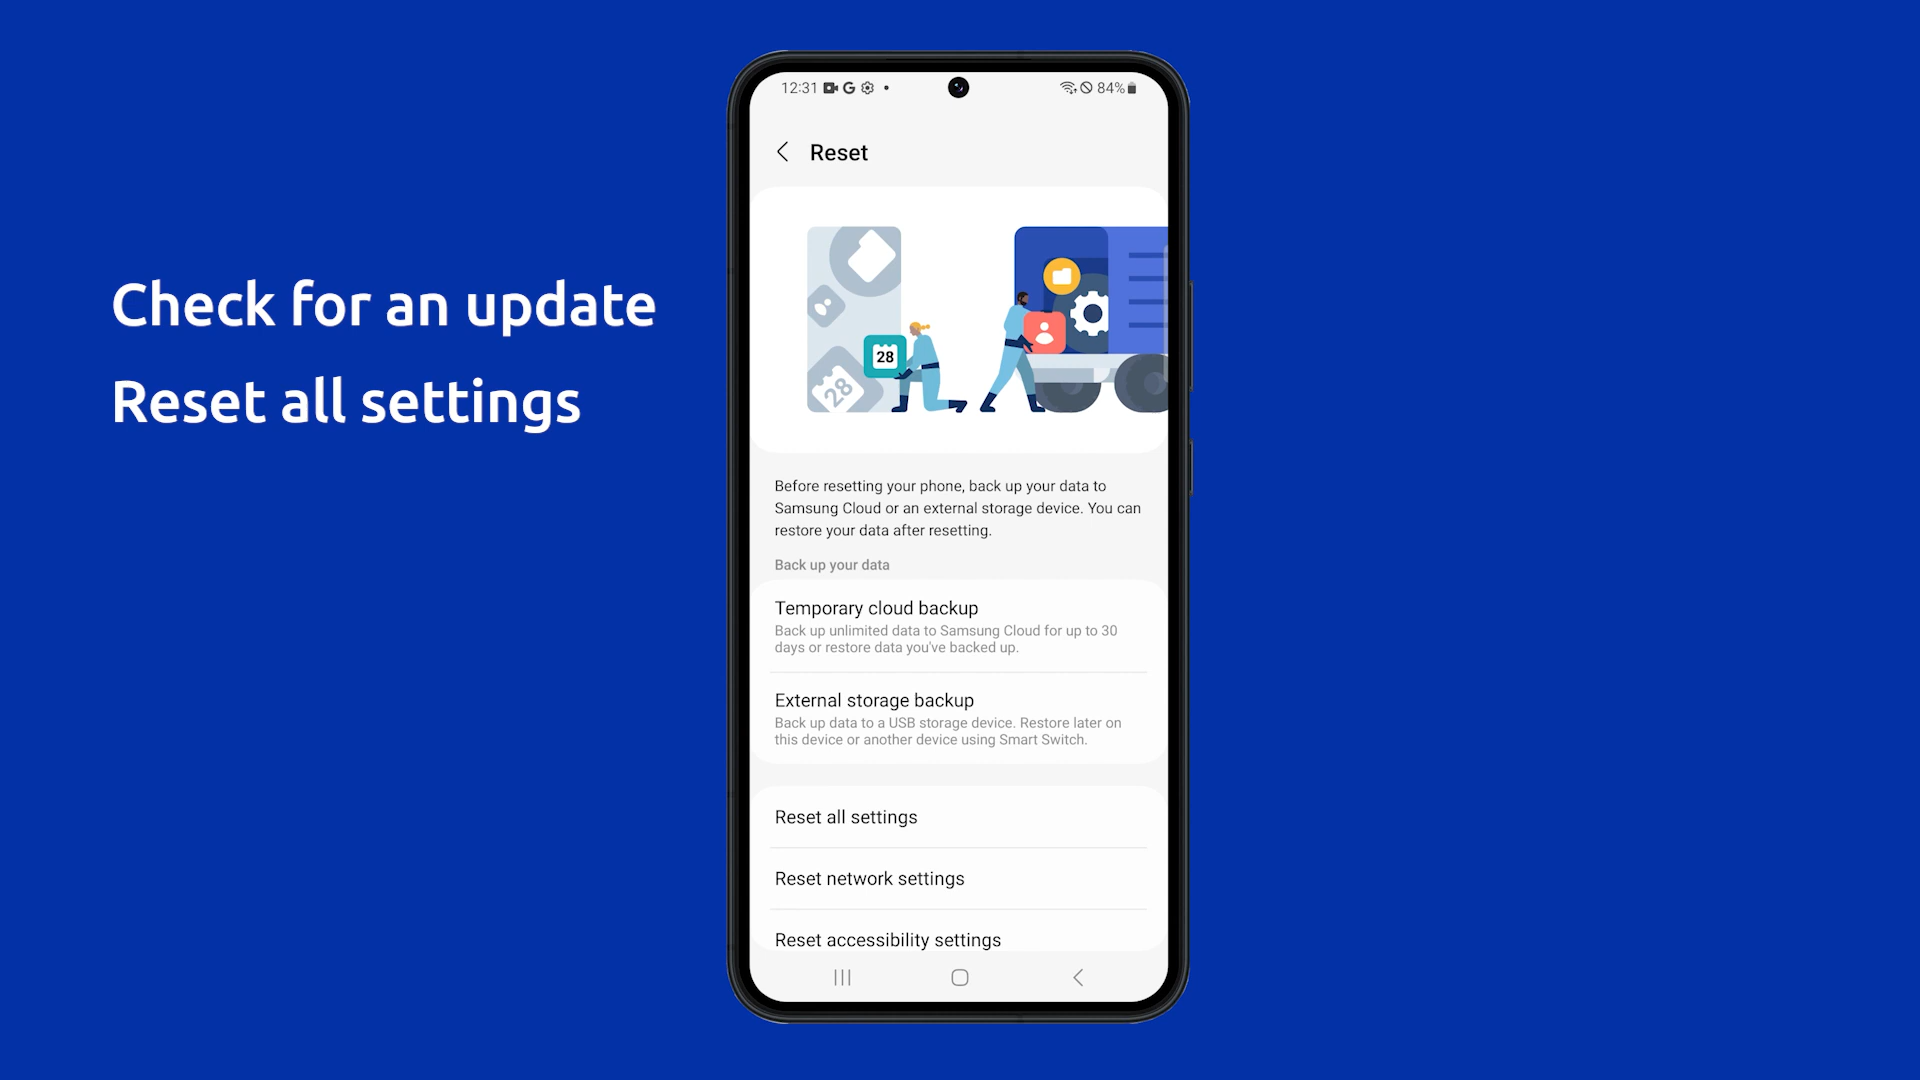 Check for an update
Reset all settings
12:31
84%
Reset
28
28
Before resetting your phone, back up your data to
Samsung Cloud or an external storage device. You can
restore your data after resetting.
Back up your data
Temporary cloud backup
Back up unlimited data to Samsung Cloud for up to 30
days or restore data you've backed up.
External storage backup
Back up data to a USB storage device. Restore later on
this device or another device using Smart Switch.
Reset all settings
Reset network settings
Reset accessibility settings